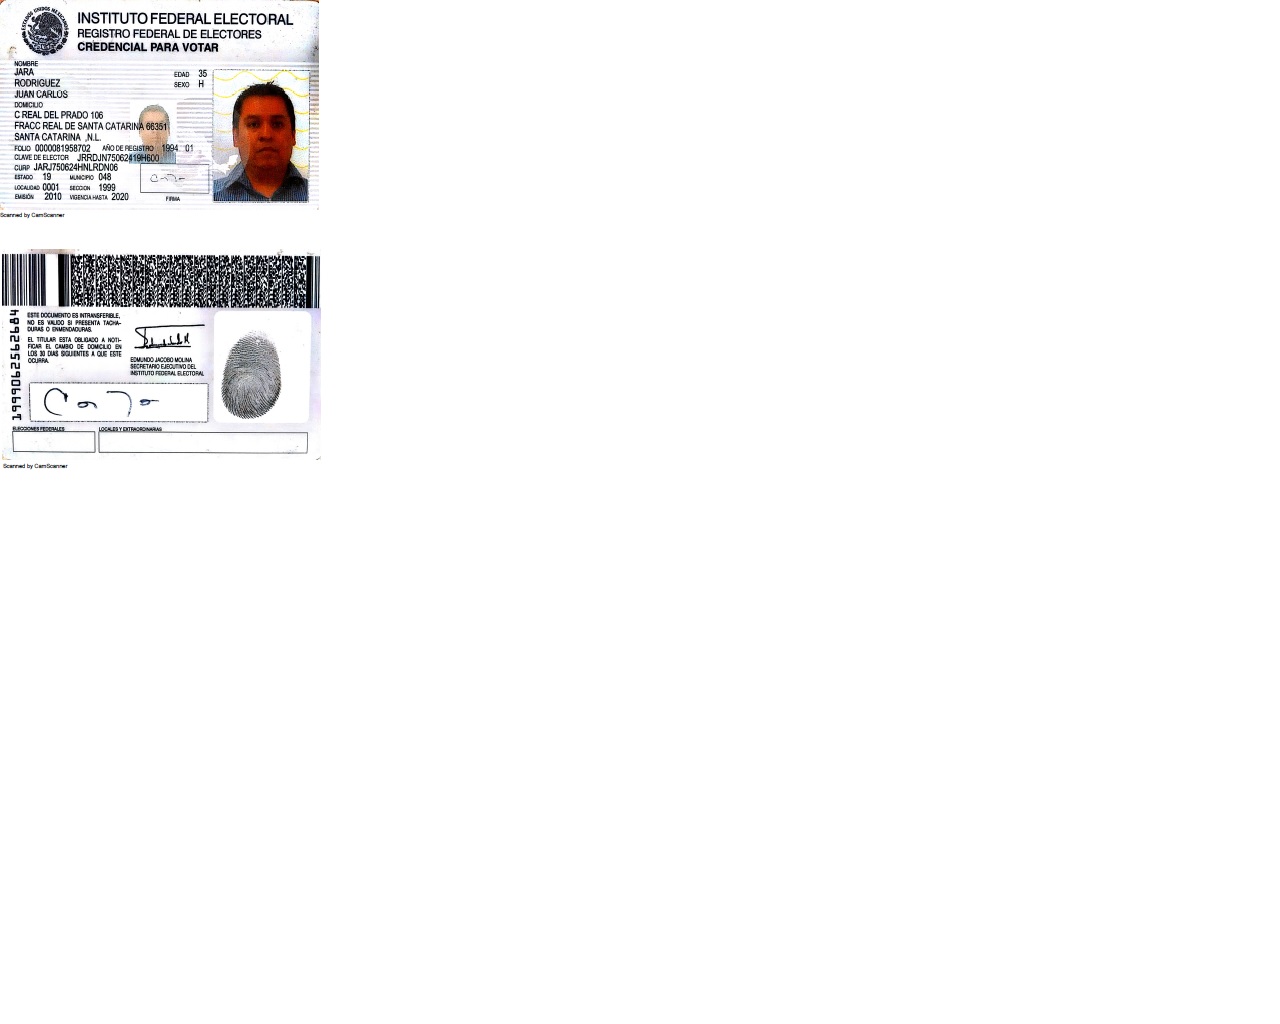 INSTITUTO FEDERAL ELECTORAL
REGISTRO FEDERAL DE ELECTORES
CREDENCIAL PARA VOTAR
NOMBRE
JARA
RODRIGUEZ
JUAN CARLOS
EDAD 35
SEXO H
DOMICILIO
C REAL DEL PRADO 106
FRACC REAL DE SANTA CATARINA 66351
SANTA CATARINA ,N.L.
FOLIO 0000081958702 AÑO DE REGISTRO 1994 01
CLAVE DE ELECTOR JRRDJN75062419H600
CURP JARJ750624HNLRDN06
ESTADO 19 MUNICIPIO 048
LOCALIDAD 0001 SECCION 1999
EMISIÓN 2010 VIGENCIA HASTA 2020
FIRMA
Scanned by CamScanner
1999062562684
ESTE DOCUMENTO ES INTRANSFERIBLE,
NO ES VALIDO SI PRESENTA TACHA-
DURAS O ENMENDADURAS.
EL TITULAR ESTA OBLIGADO A NOTI-
FICAR EL CAMBIO DE DOMICILIO EN
LOS 30 DIAS SIGUIENTES A QUE ESTE
OCURRA.
EDMUNDO JACOBO MOLINA
SECRETARIO EJECUTIVO DEL
INSTITUTO FEDERAL ELECTORAL
ELECCIONES FEDERALES
LOCALES Y EXTRAORDINARIAS
Scanned by CamScanner